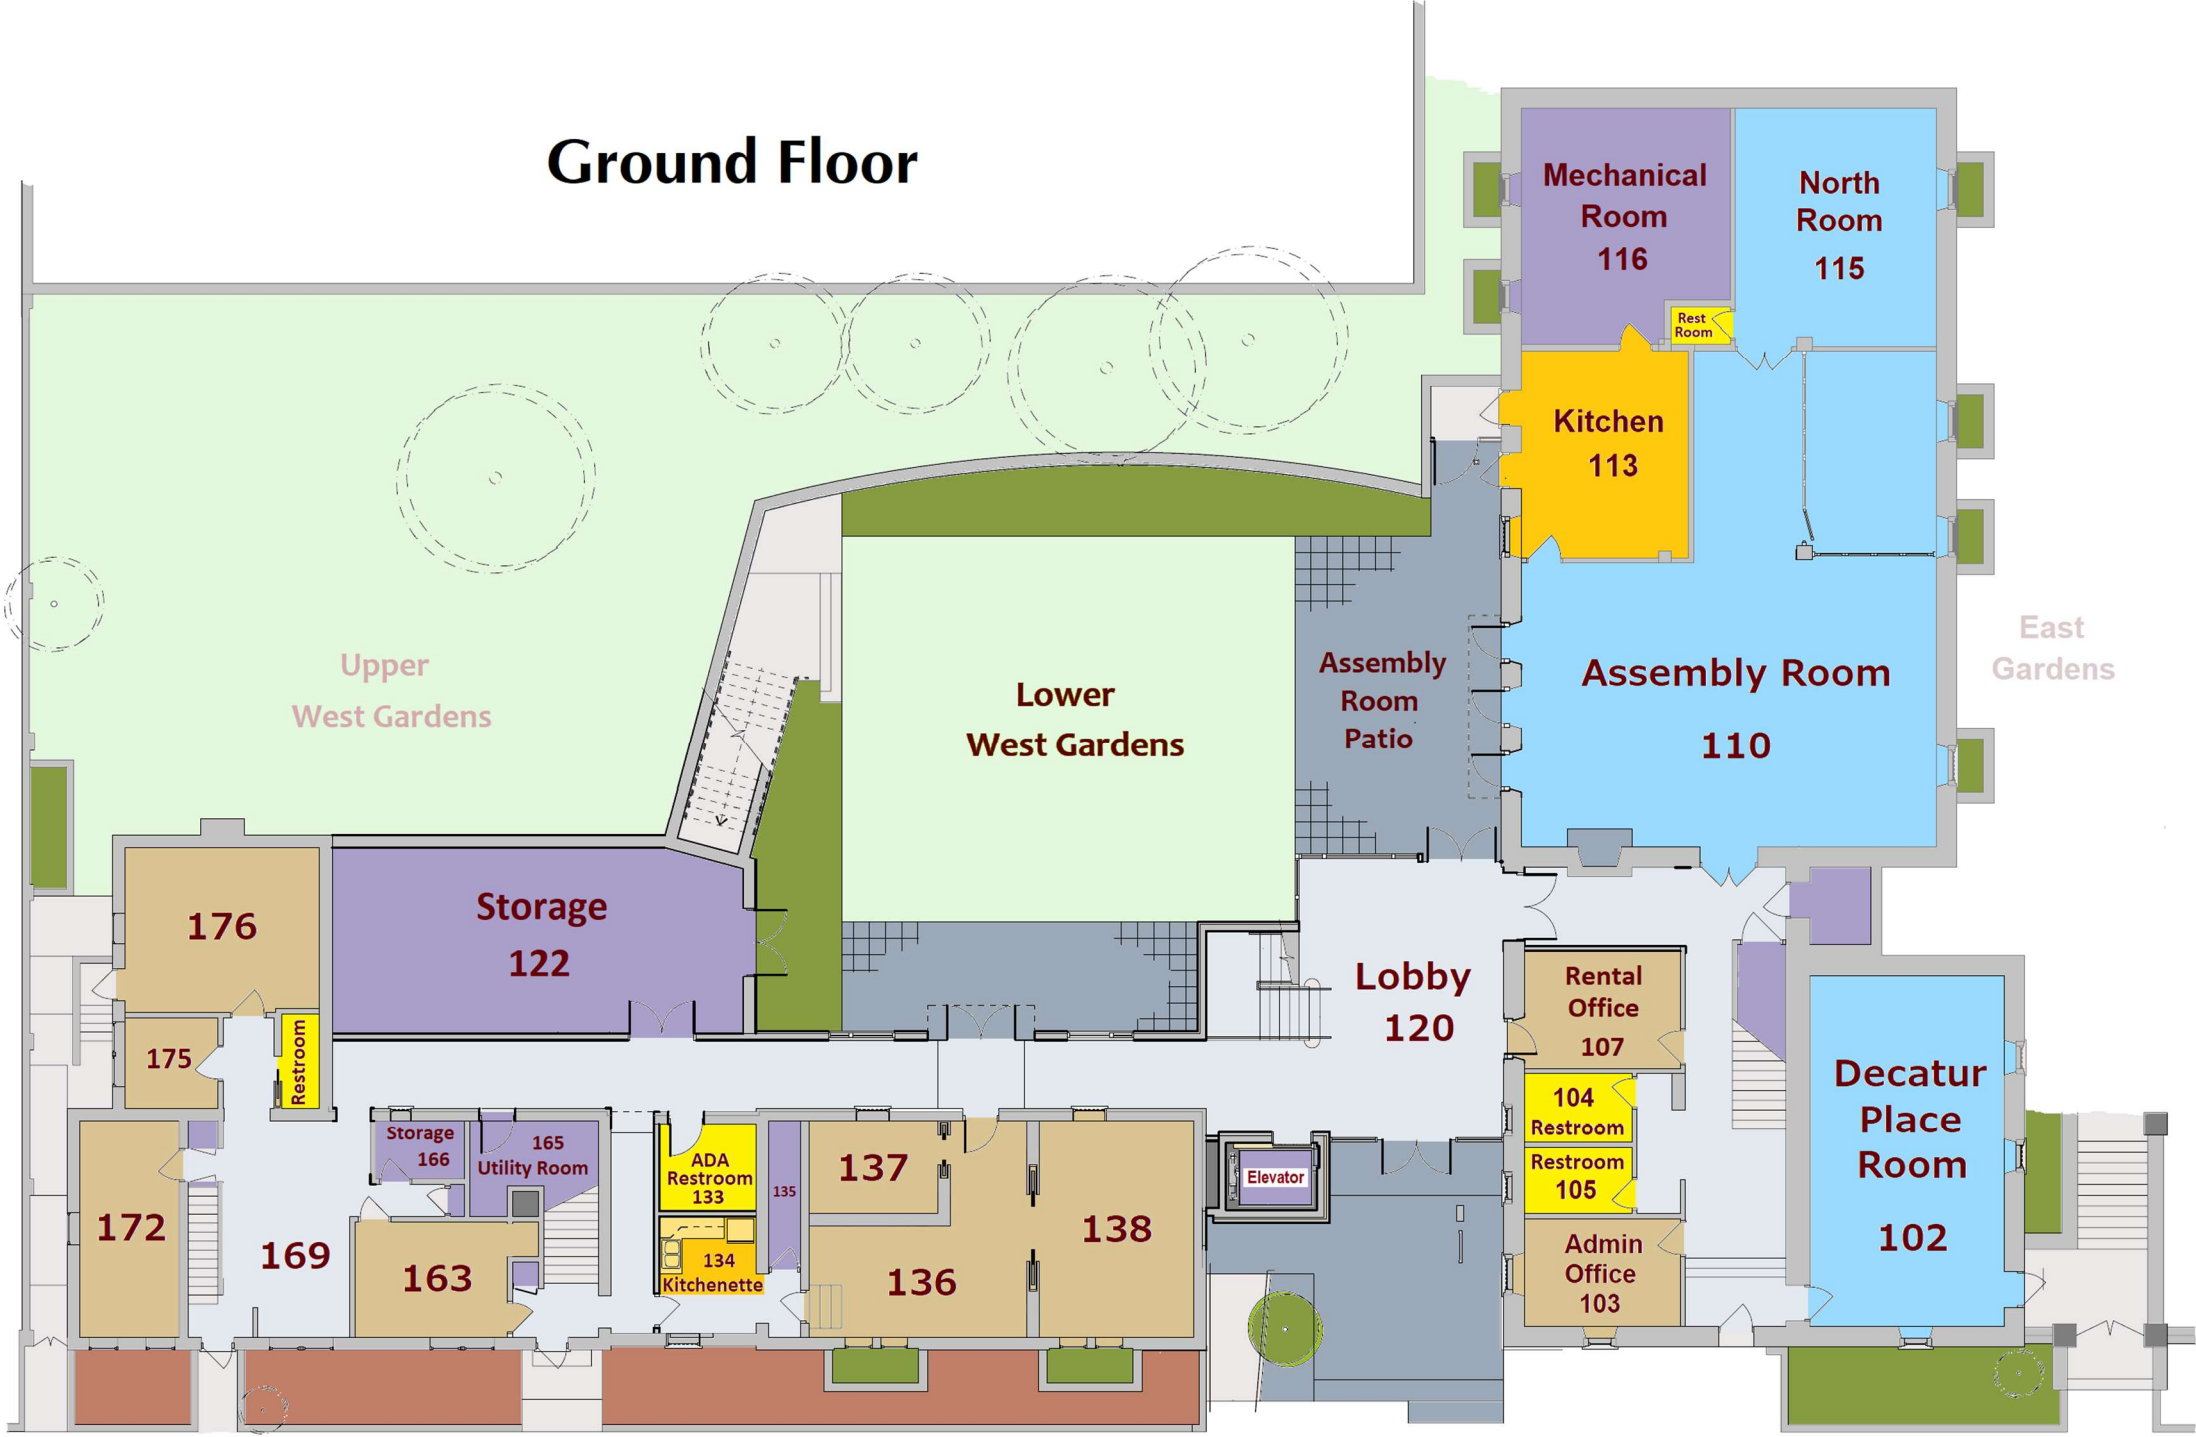 Ground Floor
Mechanical
Room
116
North
Room
115
Rest
Room
Kitchen
113
Upper
West Gardens
Lower
West Gardens
Assembly
Room
Patio
Assembly Room
110
East
Gardens
176
Storage
122
175
Restroom
Lobby
120
Rental
Office
107
104
Restroom
Restroom
105
Admin
Office
103
Decatur
Place
Room
102
172
169
Storage
166
165
Utility Room
163
ADA
Restroom
133
134
Kitchenette
135
137
136
138
Elevator